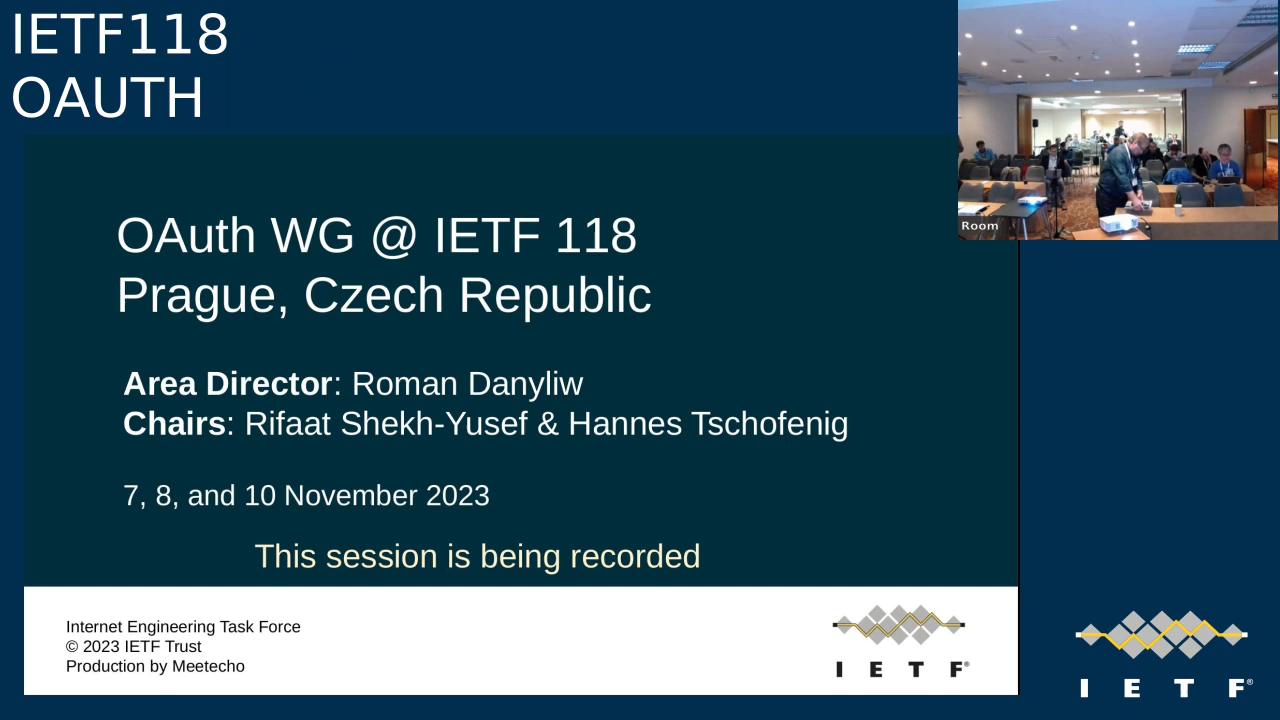 IETF118
OAUTH
OAuth WG @ IETF 118
Prague, Czech Republic
Area Director: Roman Danyliw
Chairs: Rifaat Shekh-Yusef & Hannes Tschofenig
7, 8, and 10 November 2023
This session is being recorded
Internet Engineering Task Force
© 2023 IETF Trust
Production by Meetecho
I E T F®
Room
I E T F®